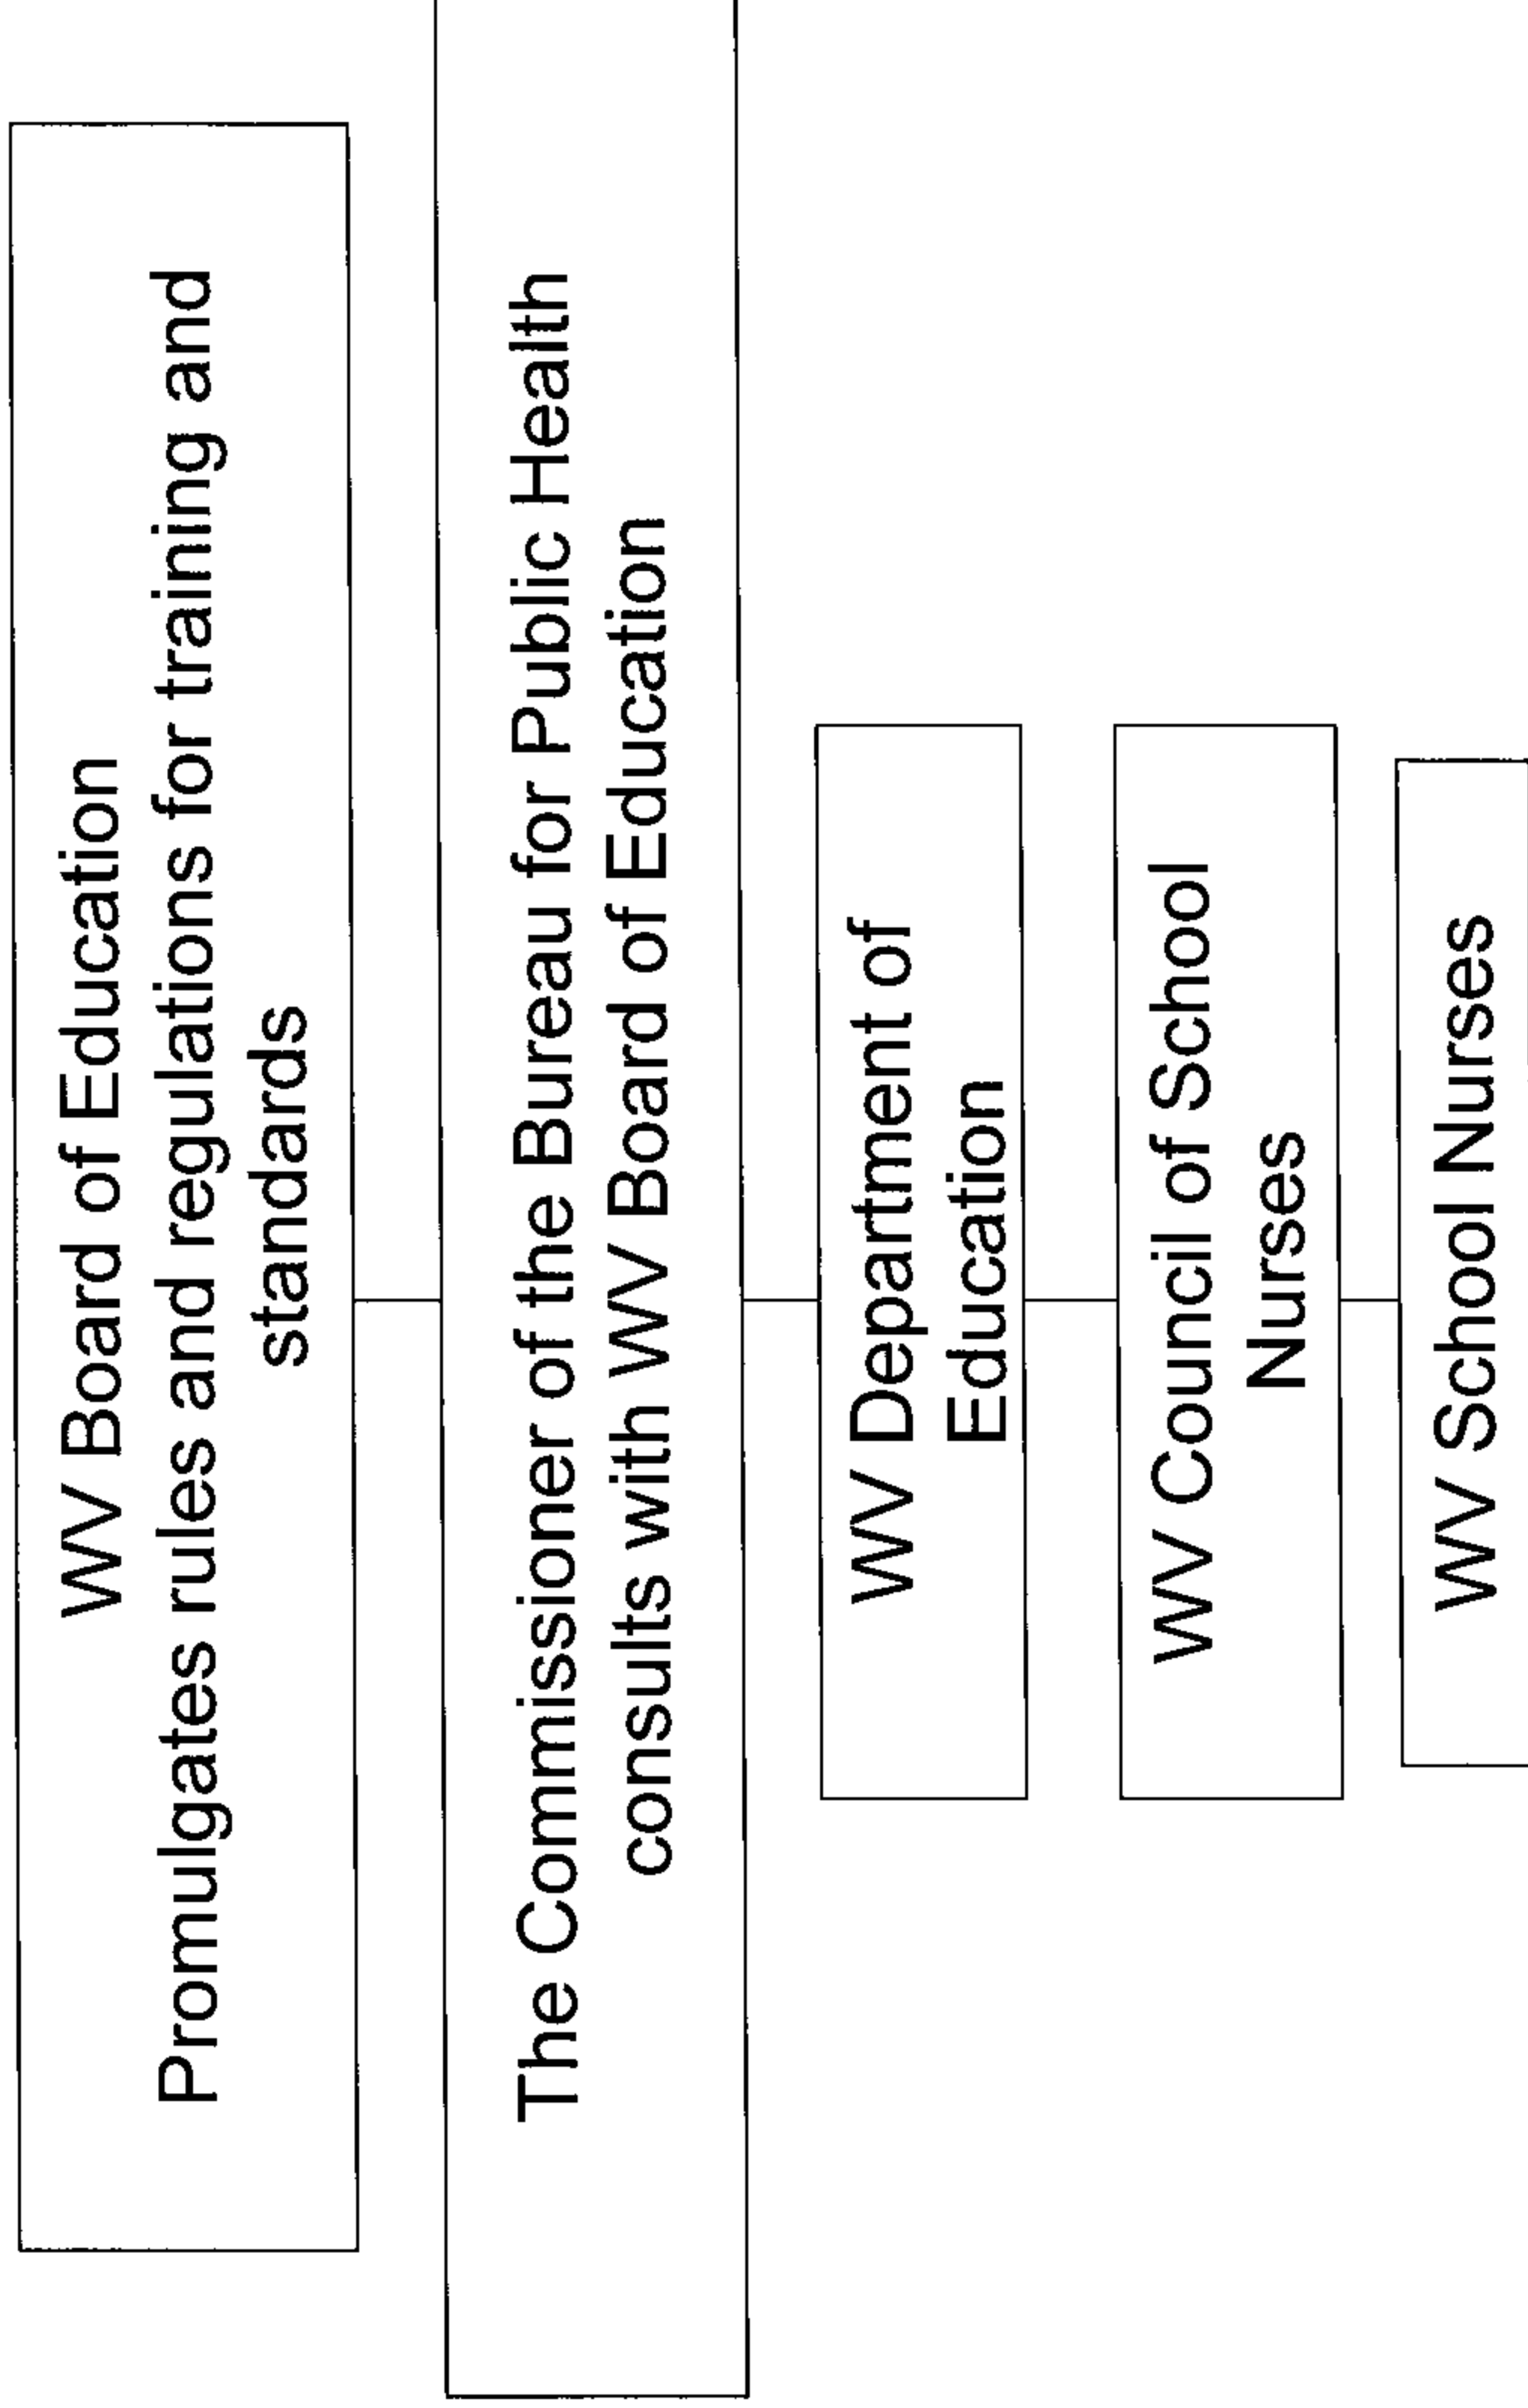 WV Board of Education
Promulgates rules and regulations for training and
standards
The Commissioner of the Bureau for Public Health
consults with WV Board of Education
WV Department of
Education
WV Council of School
Nurses
WV School Nurses